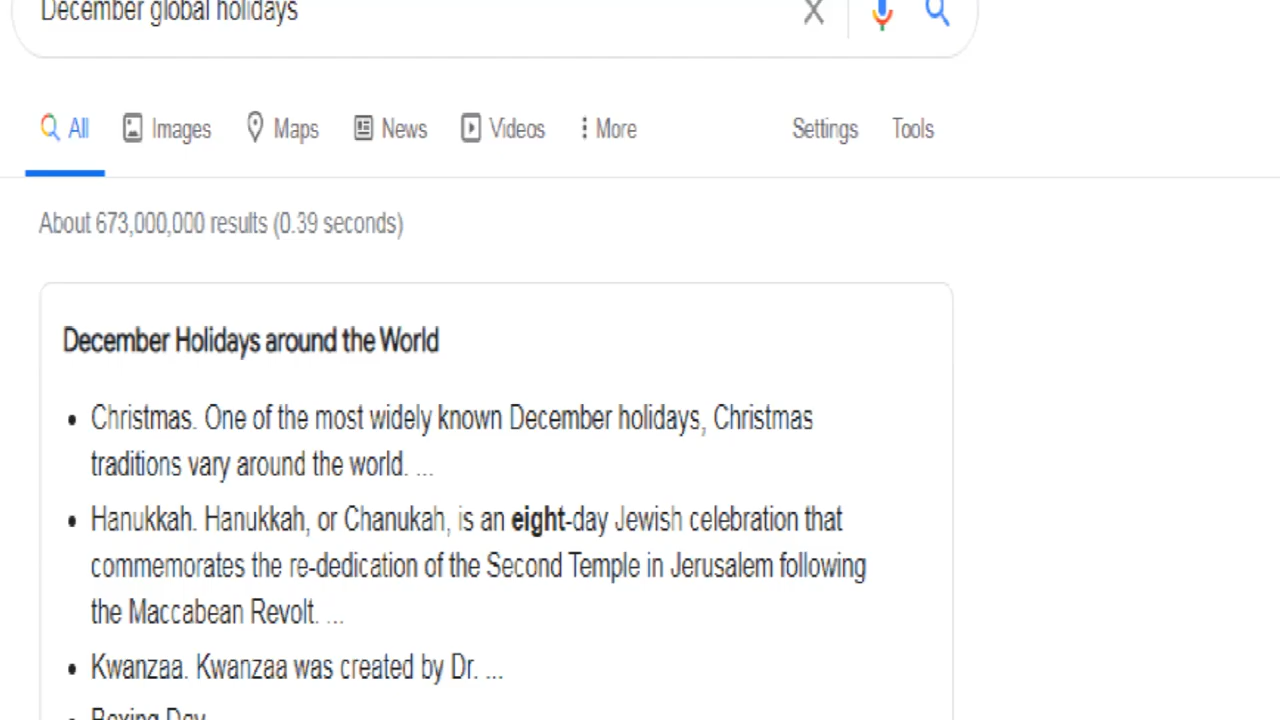 December global holidays
All Images Maps News Videos More Settings Tools
About 673,000,000 results (0.39 seconds)
December Holidays around the World
• Christmas. One of the most widely known December holidays, Christmas
traditions vary around the world. ...
• Hanukkah. Hanukkah, or Chanukah, is an eight-day Jewish celebration that
commemorates the re-dedication of the Second Temple in Jerusalem following
the Maccabean Revolt. ...
• Kwanzaa. Kwanzaa was created by Dr. ...
• Boxing Day